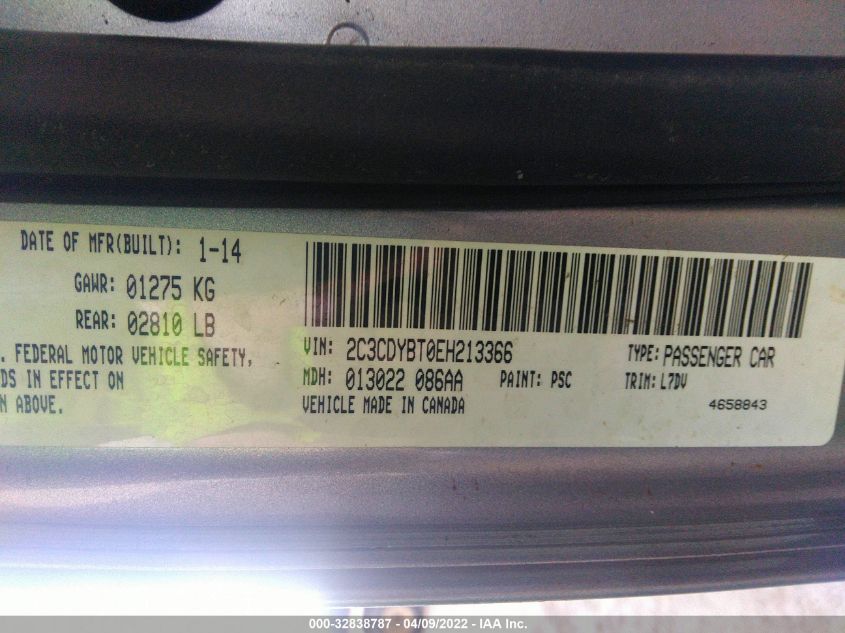 DATE OF MFR(BUILT): 1-14
GAWR: 01275 KG
REAR: 02810 LB
. FEDERAL MOTOR VEHICLE SAFETY,
DS IN EFFECT ON
N ABOVE.
VIN: 2C3CDYBT0EH213366
TYPE: PASSENGER CAR
MDH: 013022 086AA
PAINT: PSC
TRIM: L7DV
VEHICLE MADE IN CANADA
4658843
000-32838787 - 04/09/2022 - IAA Inc.